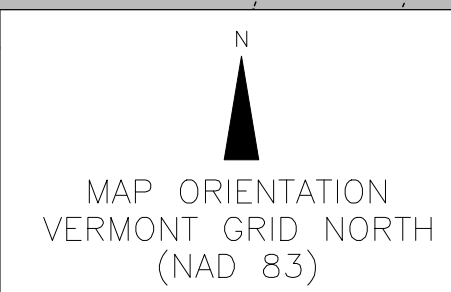 N
MAP ORIENTATION
VERMONT GRID NORTH
(NAD 83)